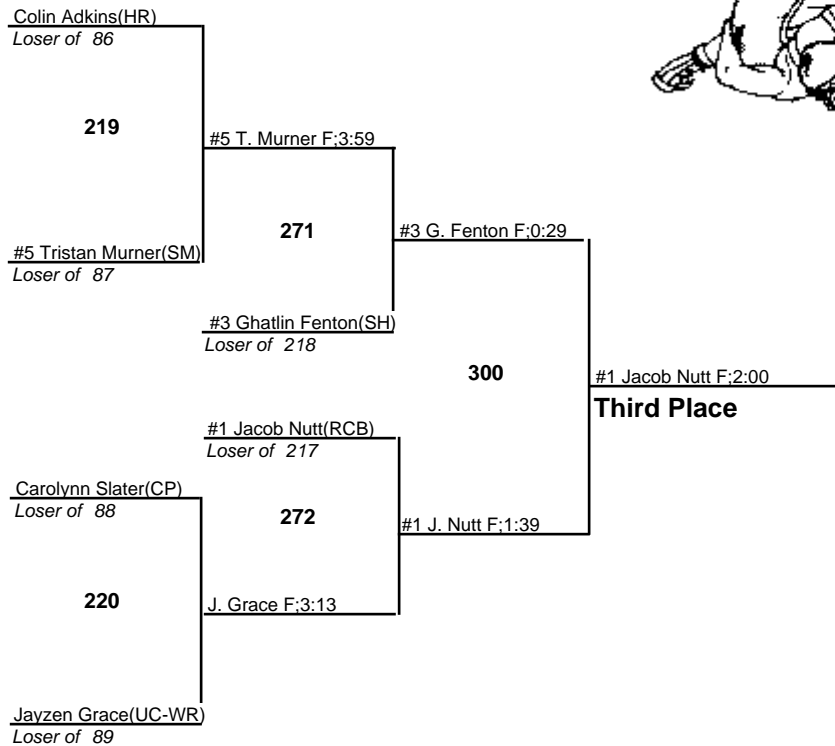 Colin Adkins(HR)
Loser of 86
219
#5 T. Murner F;3:59
#5 Tristan Murner(SM)
Loser of 87
271
#3 G. Fenton F;0:29
#3 Ghatlin Fenton(SH)
Loser of 218
300
#1 Jacob Nutt F;2:00
Third Place
#1 Jacob Nutt(RCB)
Loser of 217
Carolynn Slater(CP)
Loser of 88
272
#1 J. Nutt F;1:39
220
J. Grace F;3:13
Jayzen Grace(UC-WR)
Loser of 89